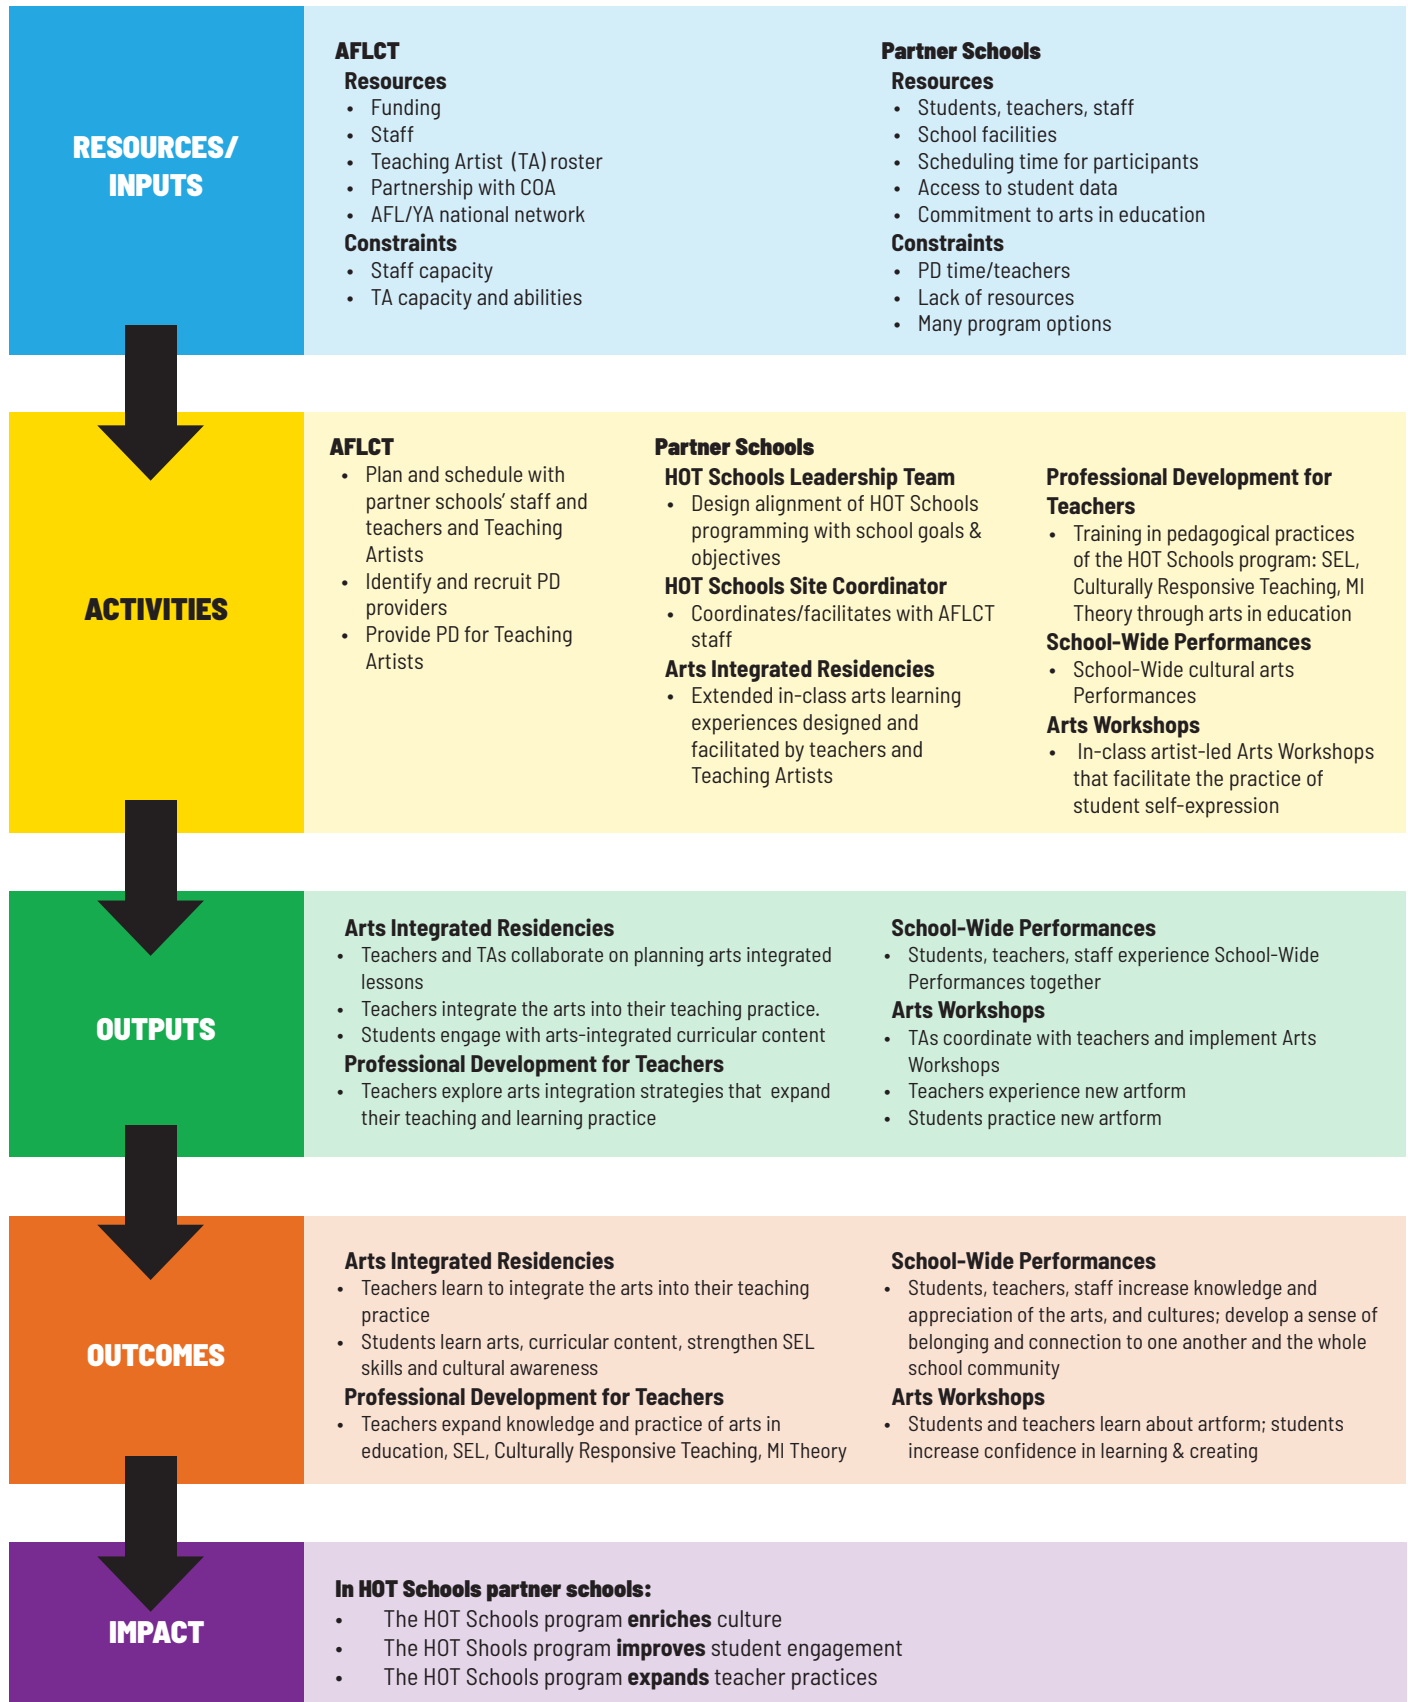 RESOURCES/
INPUTS
AFLCT
Resources
• Funding
• Staff
• Teaching Artist (TA) roster
• Partnership with COA
• AFL/YA national network
Constraints
• Staff capacity
• TA capacity and abilities
Partner Schools
Resources
• Students, teachers, staff
• School facilities
• Scheduling time for participants
• Access to student data
• Commitment to arts in education
Constraints
• PD time/teachers
• Lack of resources
• Many program options
ACTIVITIES
AFLCT
• Plan and schedule with
partner schools’ staff and
teachers and Teaching
Artists
• Identify and recruit PD
providers
• Provide PD for Teaching
Artists
Partner Schools
HOT Schools Leadership Team
• Design alignment of HOT Schools
programming with school goals &
objectives
HOT Schools Site Coordinator
• Coordinates/facilitates with AFLCT
staff
Arts Integrated Residencies
• Extended in-class arts learning
experiences designed and
facilitated by teachers and
Teaching Artists
Professional Development for
Teachers
• Training in pedagogical practices
of the HOT Schools program: SEL,
Culturally Responsive Teaching, MI
Theory through arts in education
School-Wide Performances
• School-Wide cultural arts
Performances
Arts Workshops
• In-class artist-led Arts Workshops
that facilitate the practice of
student self-expression
OUTPUTS
Arts Integrated Residencies
• Teachers and TAs collaborate on planning arts integrated
lessons
• Teachers integrate the arts into their teaching practice.
• Students engage with arts-integrated curricular content
Professional Development for Teachers
• Teachers explore arts integration strategies that expand
their teaching and learning practice
School-Wide Performances
• Students, teachers, staff experience School-Wide
Performances together
Arts Workshops
• TAs coordinate with teachers and implement Arts
Workshops
• Teachers experience new artform
• Students practice new artform
OUTCOMES
Arts Integrated Residencies
• Teachers learn to integrate the arts into their teaching
practice
• Students learn arts, curricular content, strengthen SEL
skills and cultural awareness
Professional Development for Teachers
• Teachers expand knowledge and practice of arts in
education, SEL, Culturally Responsive Teaching, MI Theory
School-Wide Performances
• Students, teachers, staff increase knowledge and
appreciation of the arts, and cultures; develop a sense of
belonging and connection to one another and the whole
school community
Arts Workshops
• Students and teachers learn about artform; students
increase confidence in learning & creating
IMPACT
In HOT Schools partner schools:
• The HOT Schools program enriches culture
• The HOT Shools program improves student engagement
• The HOT Schools program expands teacher practices